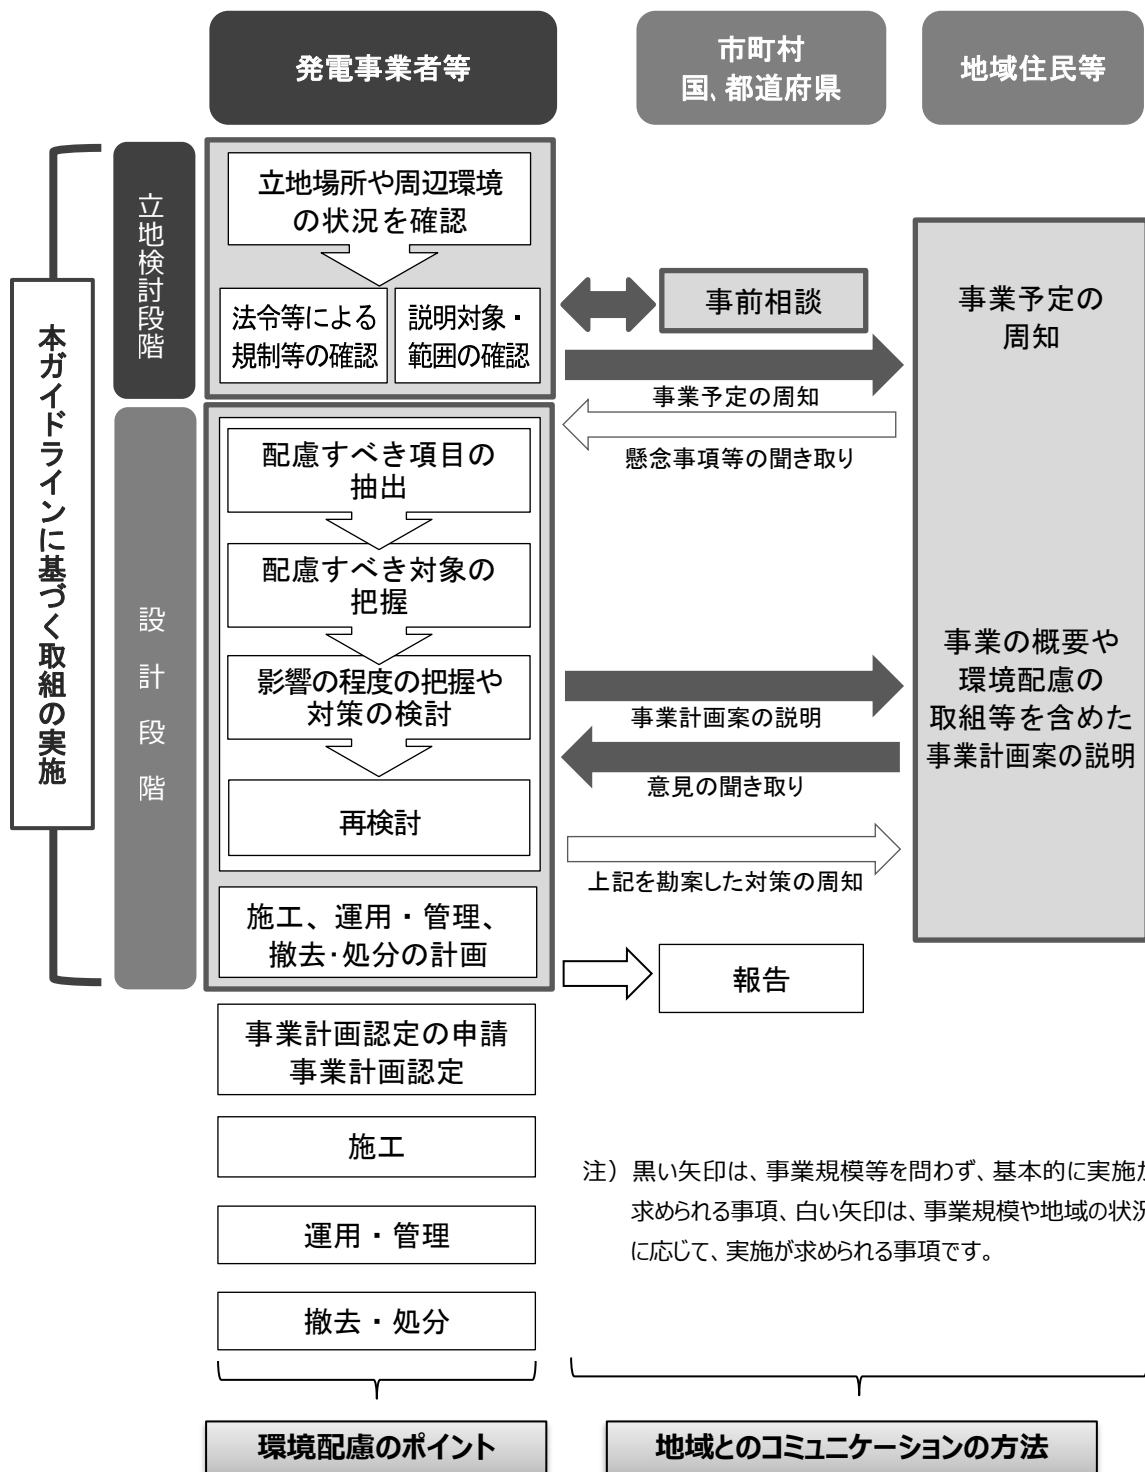 発電事業者等
市町村
国、都道府県
地域住民等
本ガイドラインに基づく取組の実施
立地検討段階
立地場所や周辺環境
の状況を確認
法令等による
規制等の確認
説明対象・
範囲の確認
事前相談
事業予定の
周知
事業予定の周知
懸念事項等の聞き取り
設計段階
配慮すべき項目の
抽出
配慮すべき対象の
把握
影響の程度の把握や
対策の検討
再検討
事業計画案の説明
意見の聞き取り
上記を勘案した対策の周知
事業の概要や
環境配慮の
取組等を含めた
事業計画案の説明
施工、運用・管理、
撤去・処分の計画
報告
事業計画認定の申請
事業計画認定
施工
運用・管理
撤去・処分
注）黒い矢印は、事業規模等を問わず、基本的に実施が
求められる事項、白い矢印は、事業規模や地域の状況
に応じて、実施が求められる事項です。
環境配慮のポイント
地域とのコミュニケーションの方法